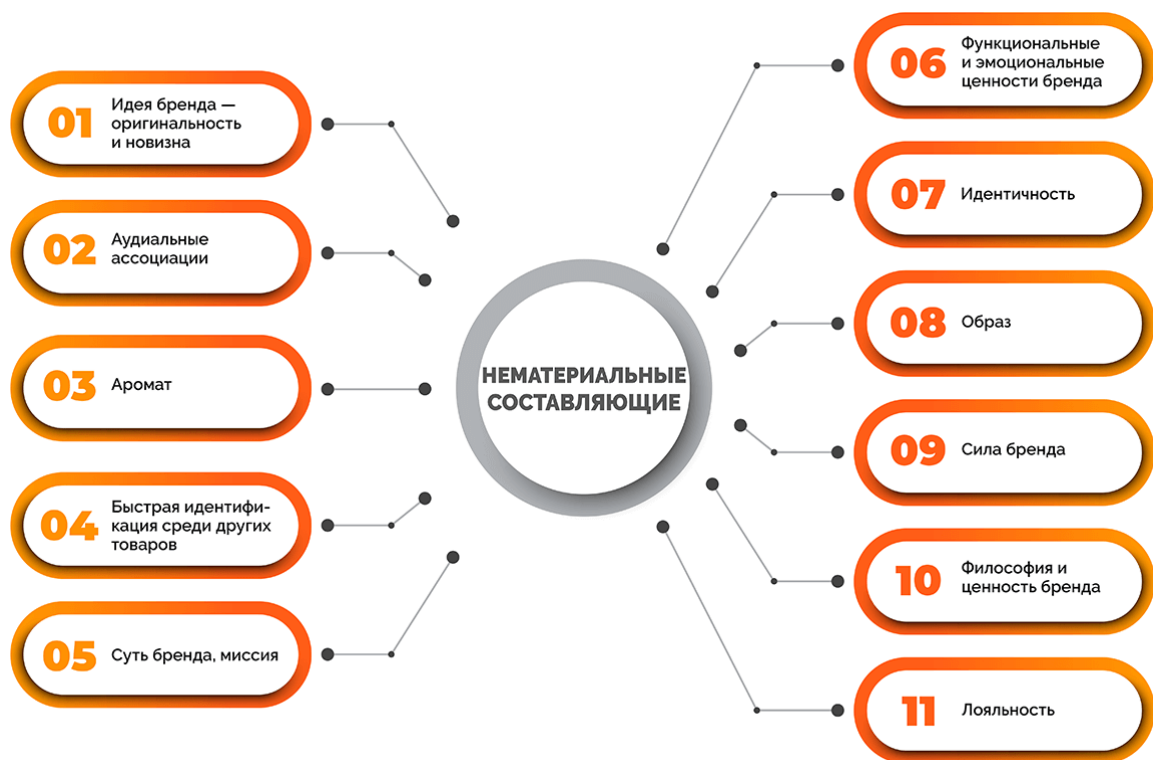 01
Идея бренда —
оригинальность
и новизна
02
Аудиальные
ассоциации
03
Аромат
04
Быстрая идентифи-
кация среди других
товаров
05
Суть бренда, миссия
НЕМАТЕРИАЛЬНЫЕ
СОСТАВЛЯЮЩИЕ
06
Функциональные
и эмоциональные
ценности бренда
07
Идентичность
08
Образ
09
Сила бренда
10
Философия и
ценность бренда
11
Лояльность